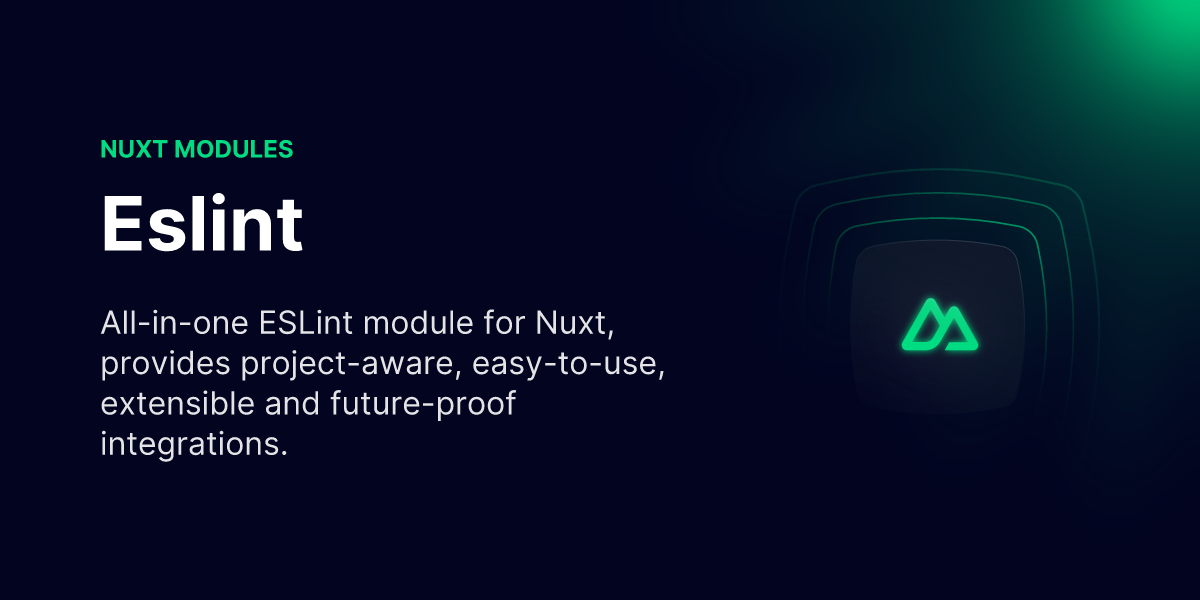 NUXT MODULES
Eslint
All-in-one ESLint module for Nuxt,
provides project-aware, easy-to-use,
extensible and future-proof
integrations.